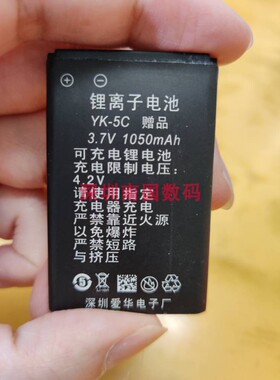 锂离子电池
YK-5C 赠品
3.7V 1050mAh
可充电锂电池
充电限制电压:
4.2V
请使用指定
充电器充电
严禁靠近火源
以免爆炸
严禁短路
与挤压
深圳爱华电子厂